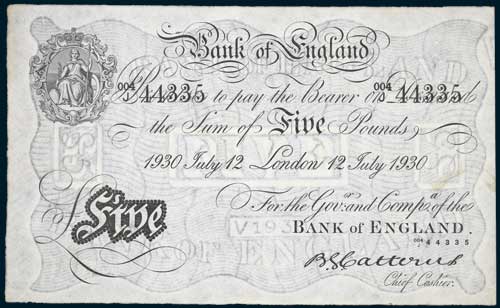 Bank of England
004 44335 to pay the Bearer 004 44335
the Sum of Five Pounds
1930 July 12 London 12 July 1930
For the Govr. and Compa. of the
BANK OF ENGLAND.
004 44335
Five
B G Catterns
Chief Cashier.